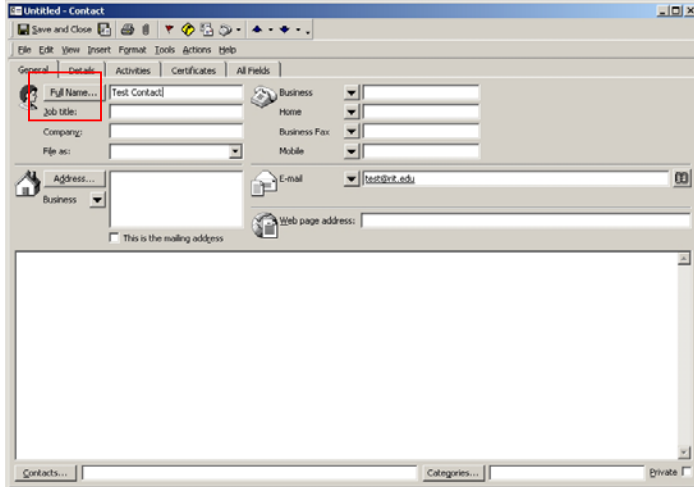 Untitled - Contact
Save and Close
File Edit View Insert Format Tools Actions Help
General Details Activities Certificates All Fields
Full Name... Test Contact Business
Job title: Home
Company: Business Fax
File as: Mobile
Address... E-mail test@rit.edu
Business
Web page address:
This is the mailing address
Contacts... Categories... Private